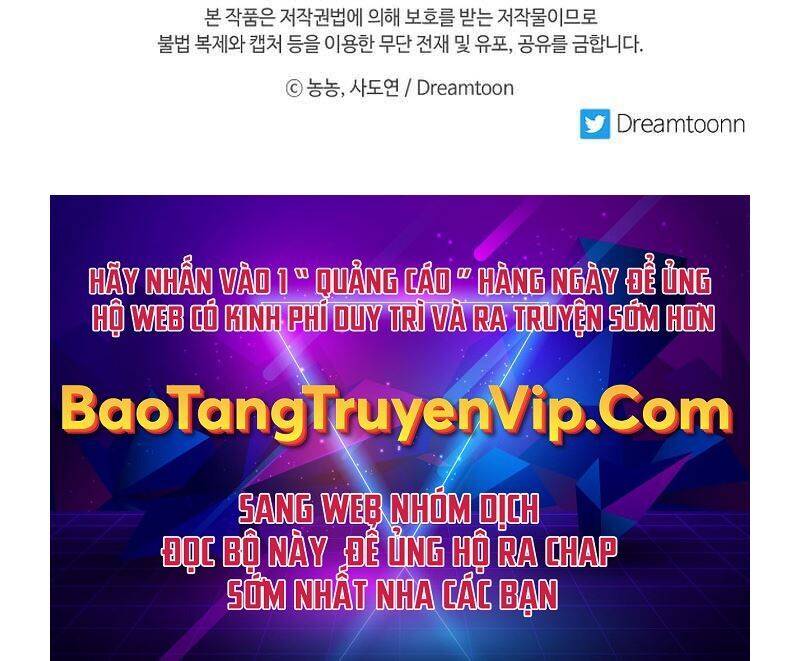 본 작품은 저작권법에 의해 보호를 받는 저작물이므로
불법 복제와 캡처 등을 이용한 무단 전재 및 유포, 공유를 금합니다.
ⓒ 농농, 사도연 / Dreamtoon
Dreamtoonn
HÃY NHẤN VÀO 1 “ QUẢNG CÁO ” HÀNG NGÀY ĐỂ ỦNG
HỘ WEB CÓ KINH PHÍ DUY TRÌ VÀ RA TRUYỆN SỚM HƠN
BaoTangTruyenVip.Com
SANG WEB NHÓM DỊCH
ĐỌC BỘ NÀY ĐỂ ỦNG HỘ RA CHAP
SỚM NHẤT NHA CÁC BẠN